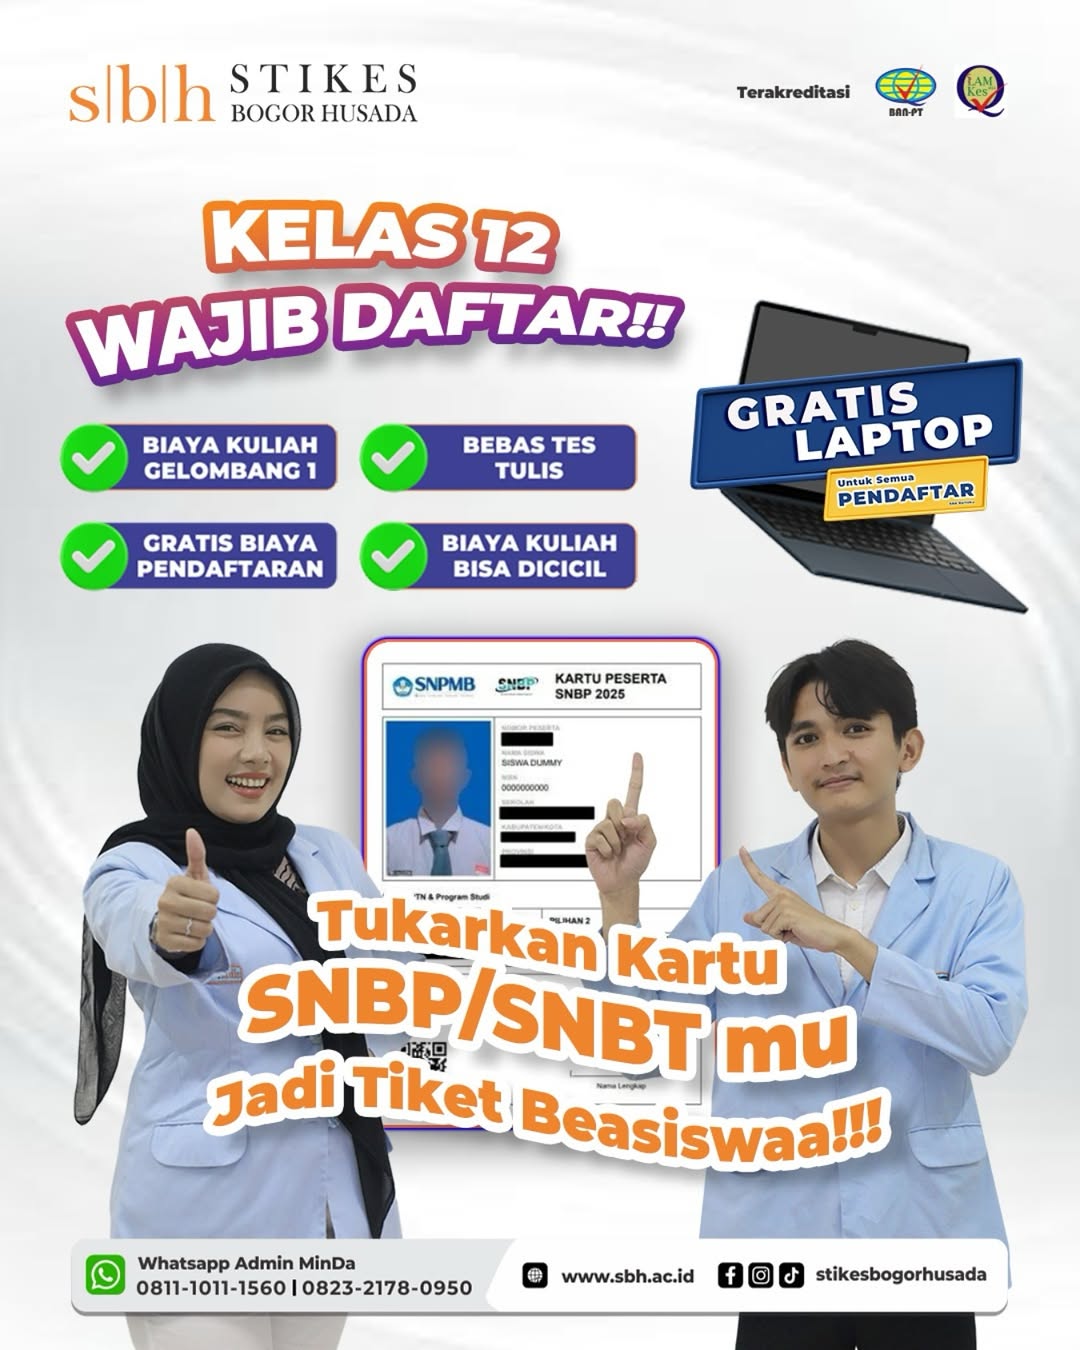 s|b|h STIKES
BOGOR HUSADA
Terakreditasi
BAN-PT
LAM
Kes
KELAS 12
WAJIB DAFTAR!!
BIAYA KULIAH
GELOMBANG 1
BEBAS TES
TULIS
GRATIS BIAYA
PENDAFTARAN
BIAYA KULIAH
BISA DICICIL
GRATIS
LAPTOP
Untuk Semua
PENDAFTAR
SNPMB
SNBP
KARTU PESERTA
SNBP 2025
NOMOR PESERTA
NAMA SISWA
SISWA DUMMY
NISN
0000000000
SEKOLAH
KABUPATEN/KOTA
PROVINSI
TN & Program Studi
PILIHAN 2
Tukarkan Kartu
SNBP/SNBT mu
Jadi Tiket Beasiswaa!!!
Nama Lengkap
Whatsapp Admin MinDa
0811-1011-1560 | 0823-2178-0950
www.sbh.ac.id
stikesbogorhusada